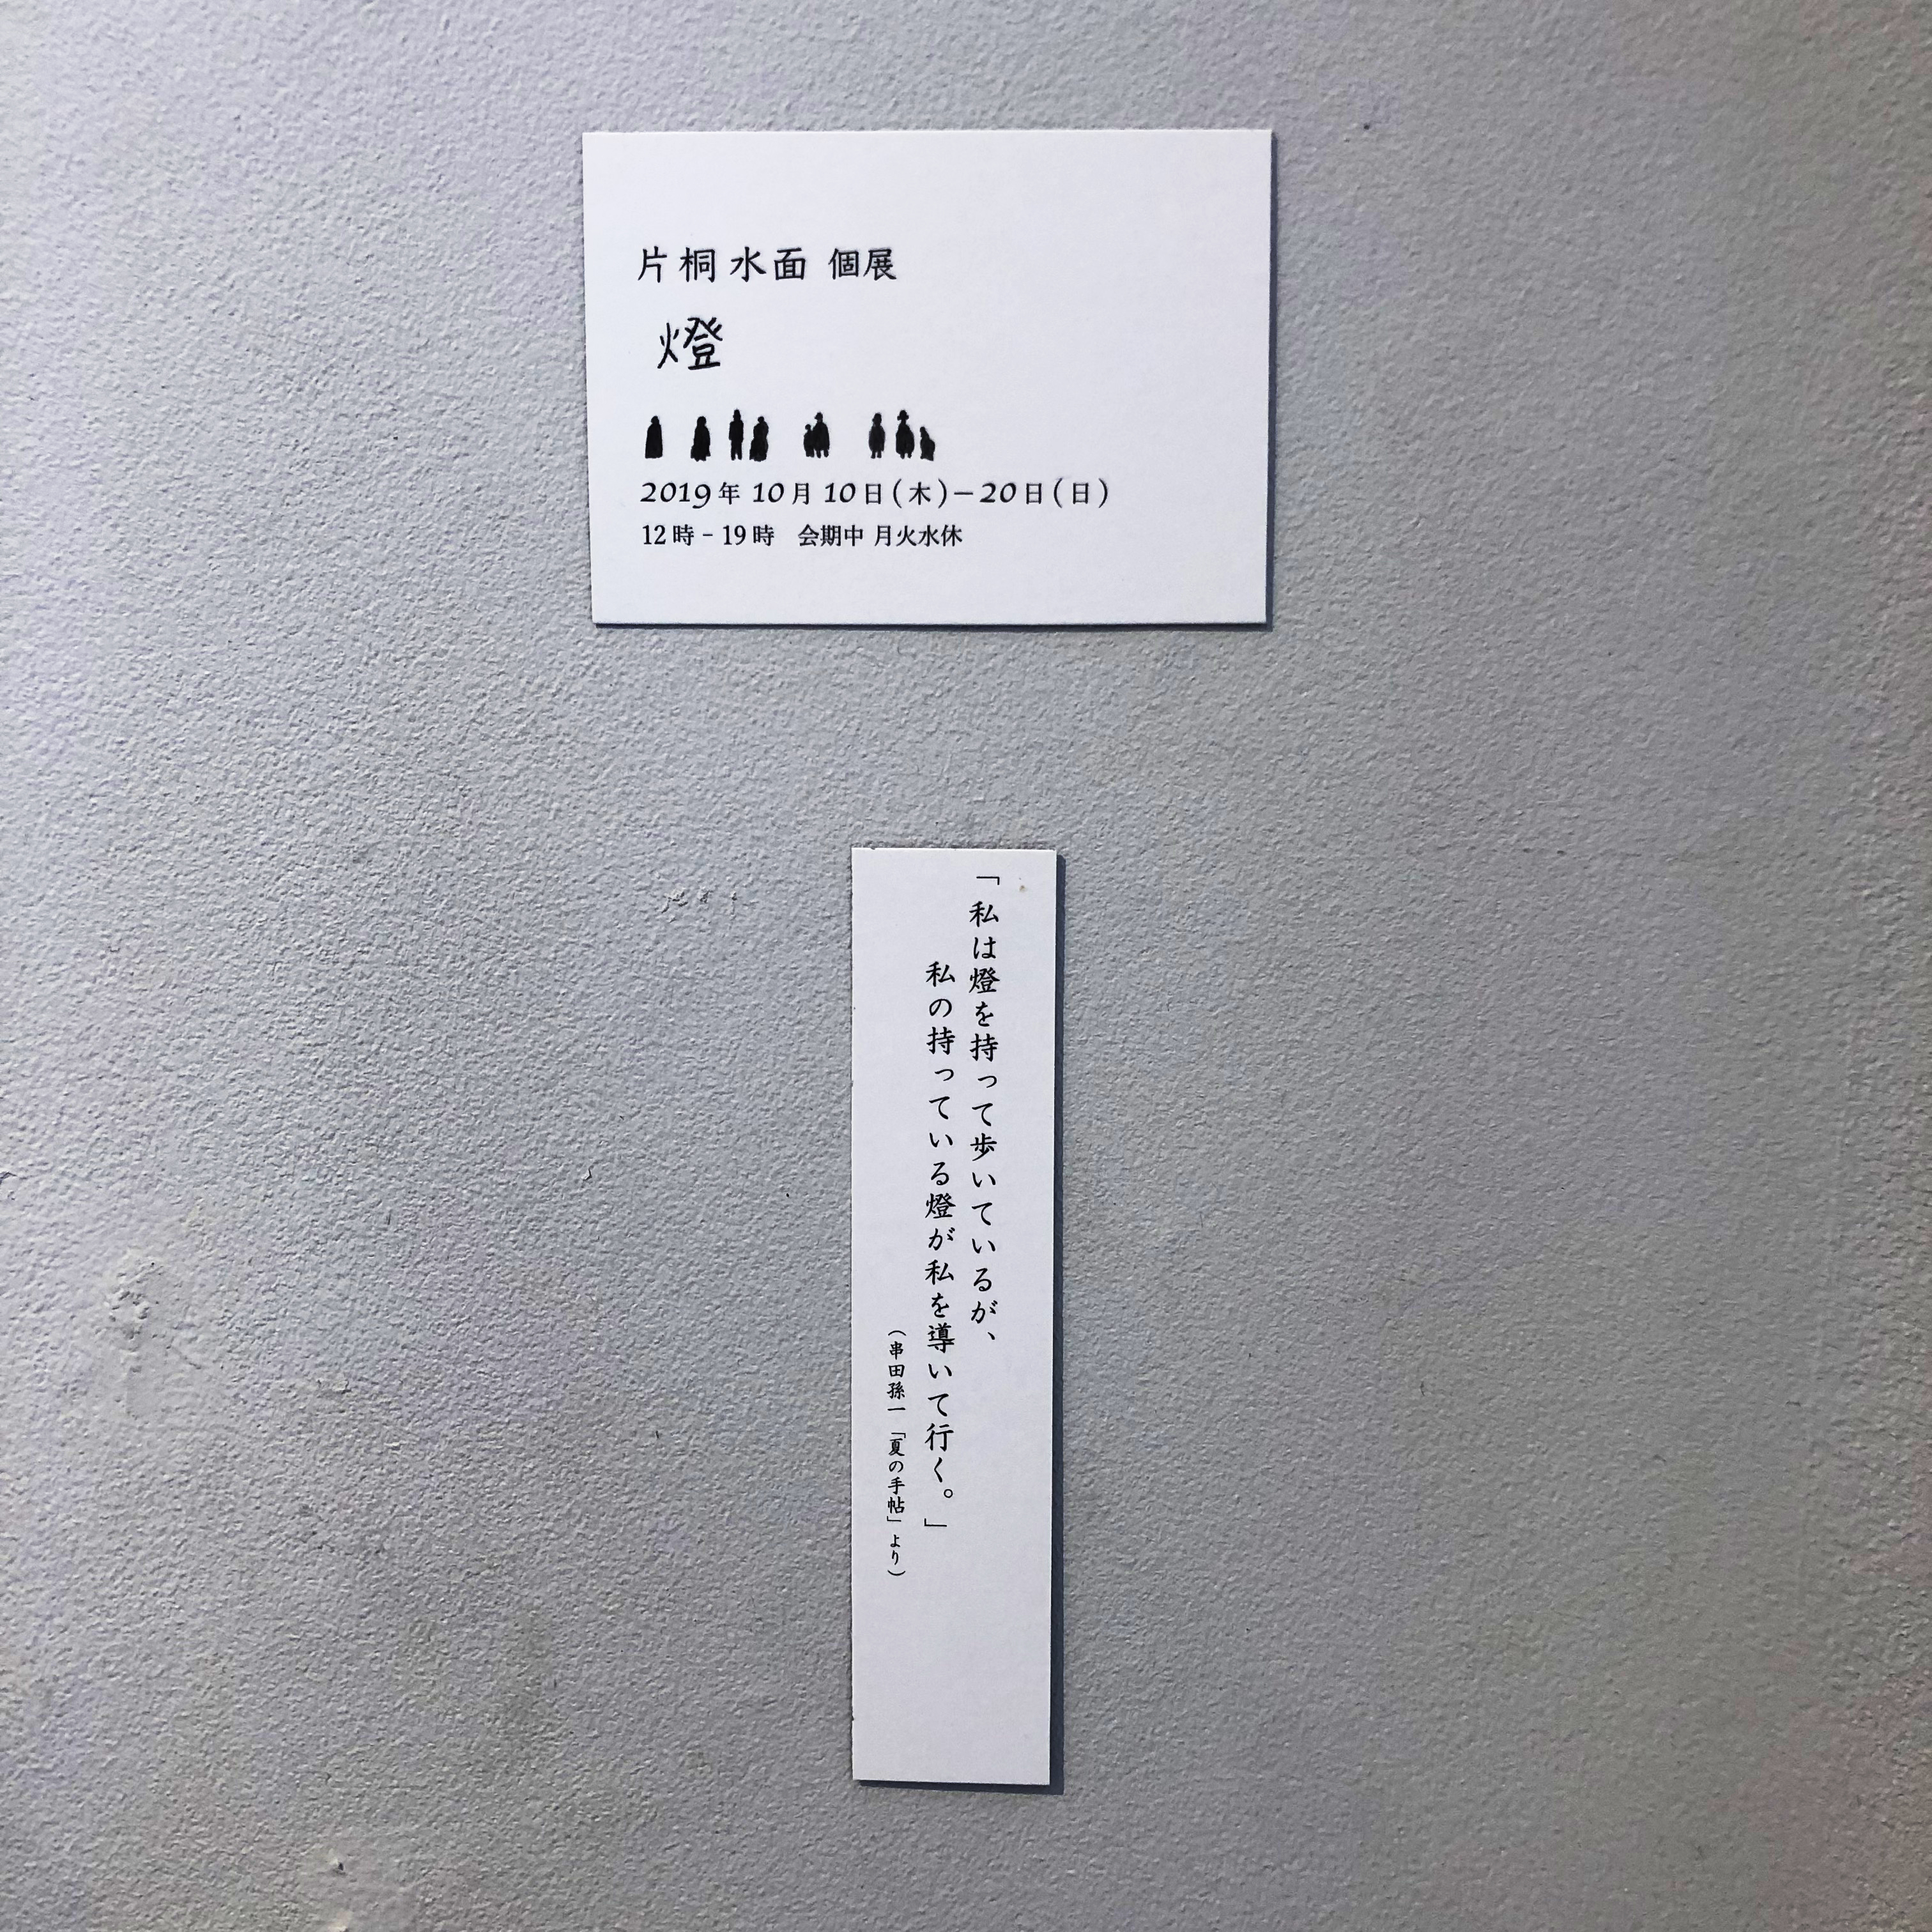 片桐水面 個展
燈
2019年10月10日(木)−20日(日)
12時−19時　会期中 月火水休
「私は燈を持って歩いているが、
私の持っている燈が私を導いて行く。」
(串田孫一「夏の手帖」より)